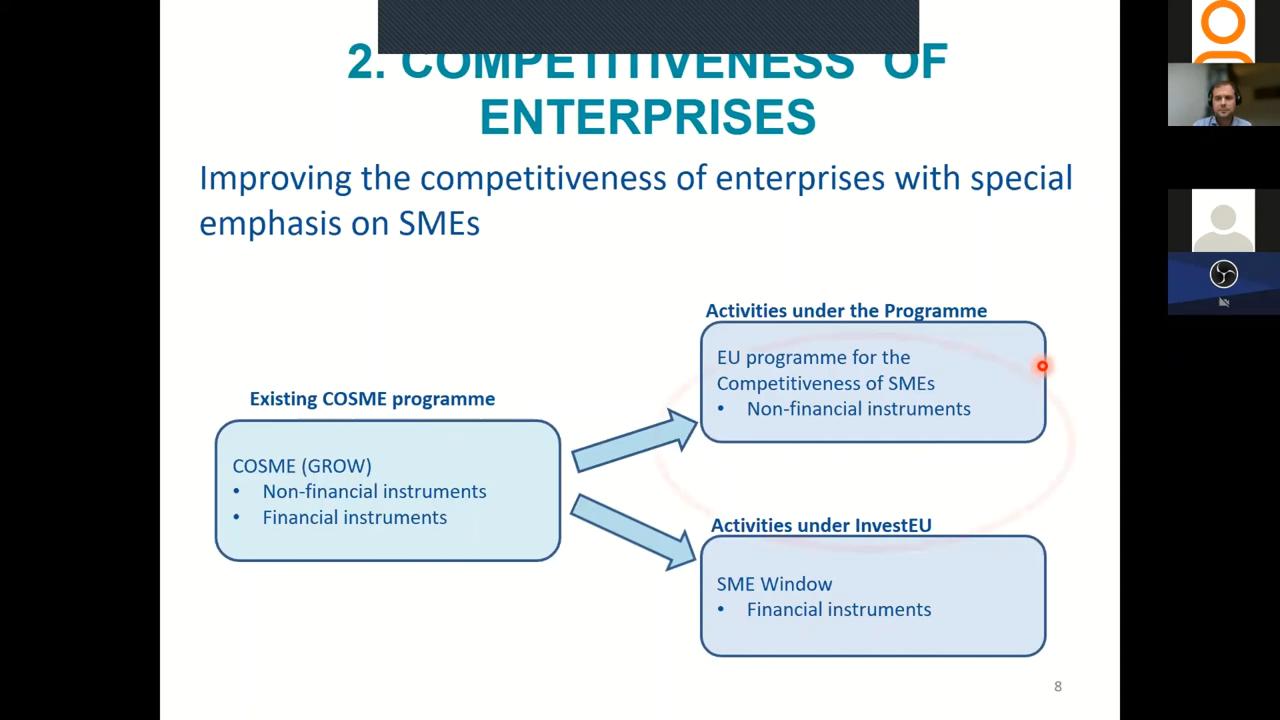 2. COMPETITIVENESS OF
ENTERPRISES
Improving the competitiveness of enterprises with special
emphasis on SMEs
Activities under the Programme
EU programme for the
Competitiveness of SMEs
• Non-financial instruments
Existing COSME programme
COSME (GROW)
• Non-financial instruments
• Financial instruments
Activities under InvestEU
SME Window
• Financial instruments
8